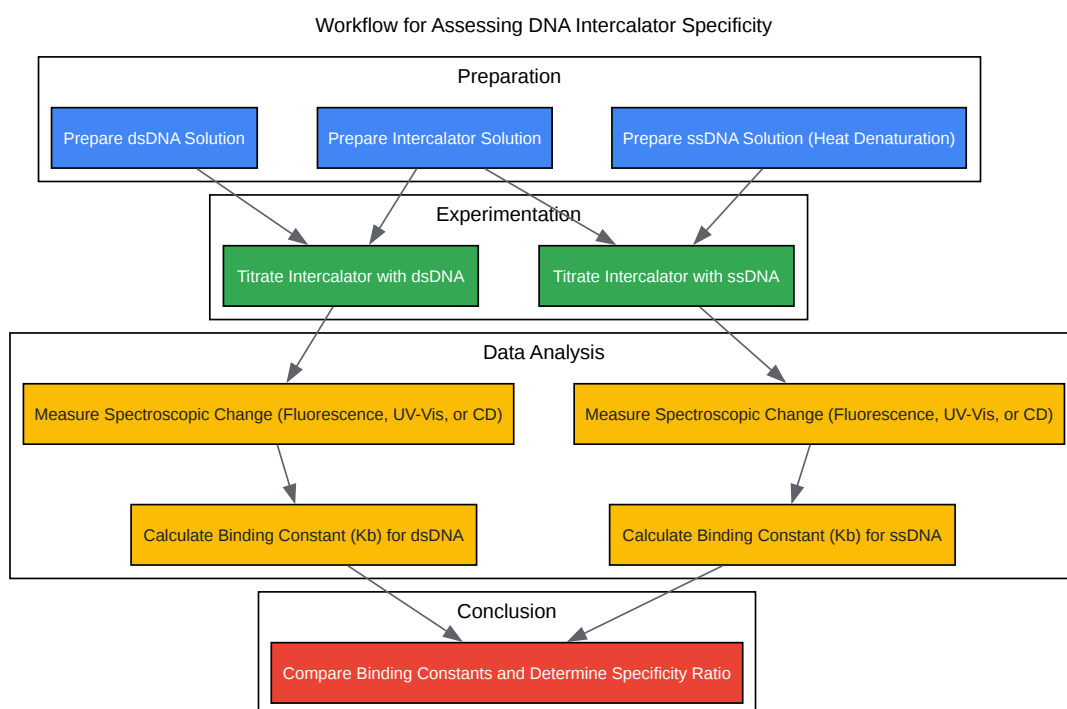 Workflow for Assessing DNA Intercalator Specificity
Preparation
Prepare dsDNA Solution
Prepare Intercalator Solution
Prepare ssDNA Solution (Heat Denaturation)
Experimentation
Titrate Intercalator with dsDNA
Titrate Intercalator with ssDNA
Data Analysis
Measure Spectroscopic Change (Fluorescence, UV-Vis, or CD)
Measure Spectroscopic Change (Fluorescence, UV-Vis, or CD)
Calculate Binding Constant (Kb) for dsDNA
Calculate Binding Constant (Kb) for ssDNA
Conclusion
Compare Binding Constants and Determine Specificity Ratio